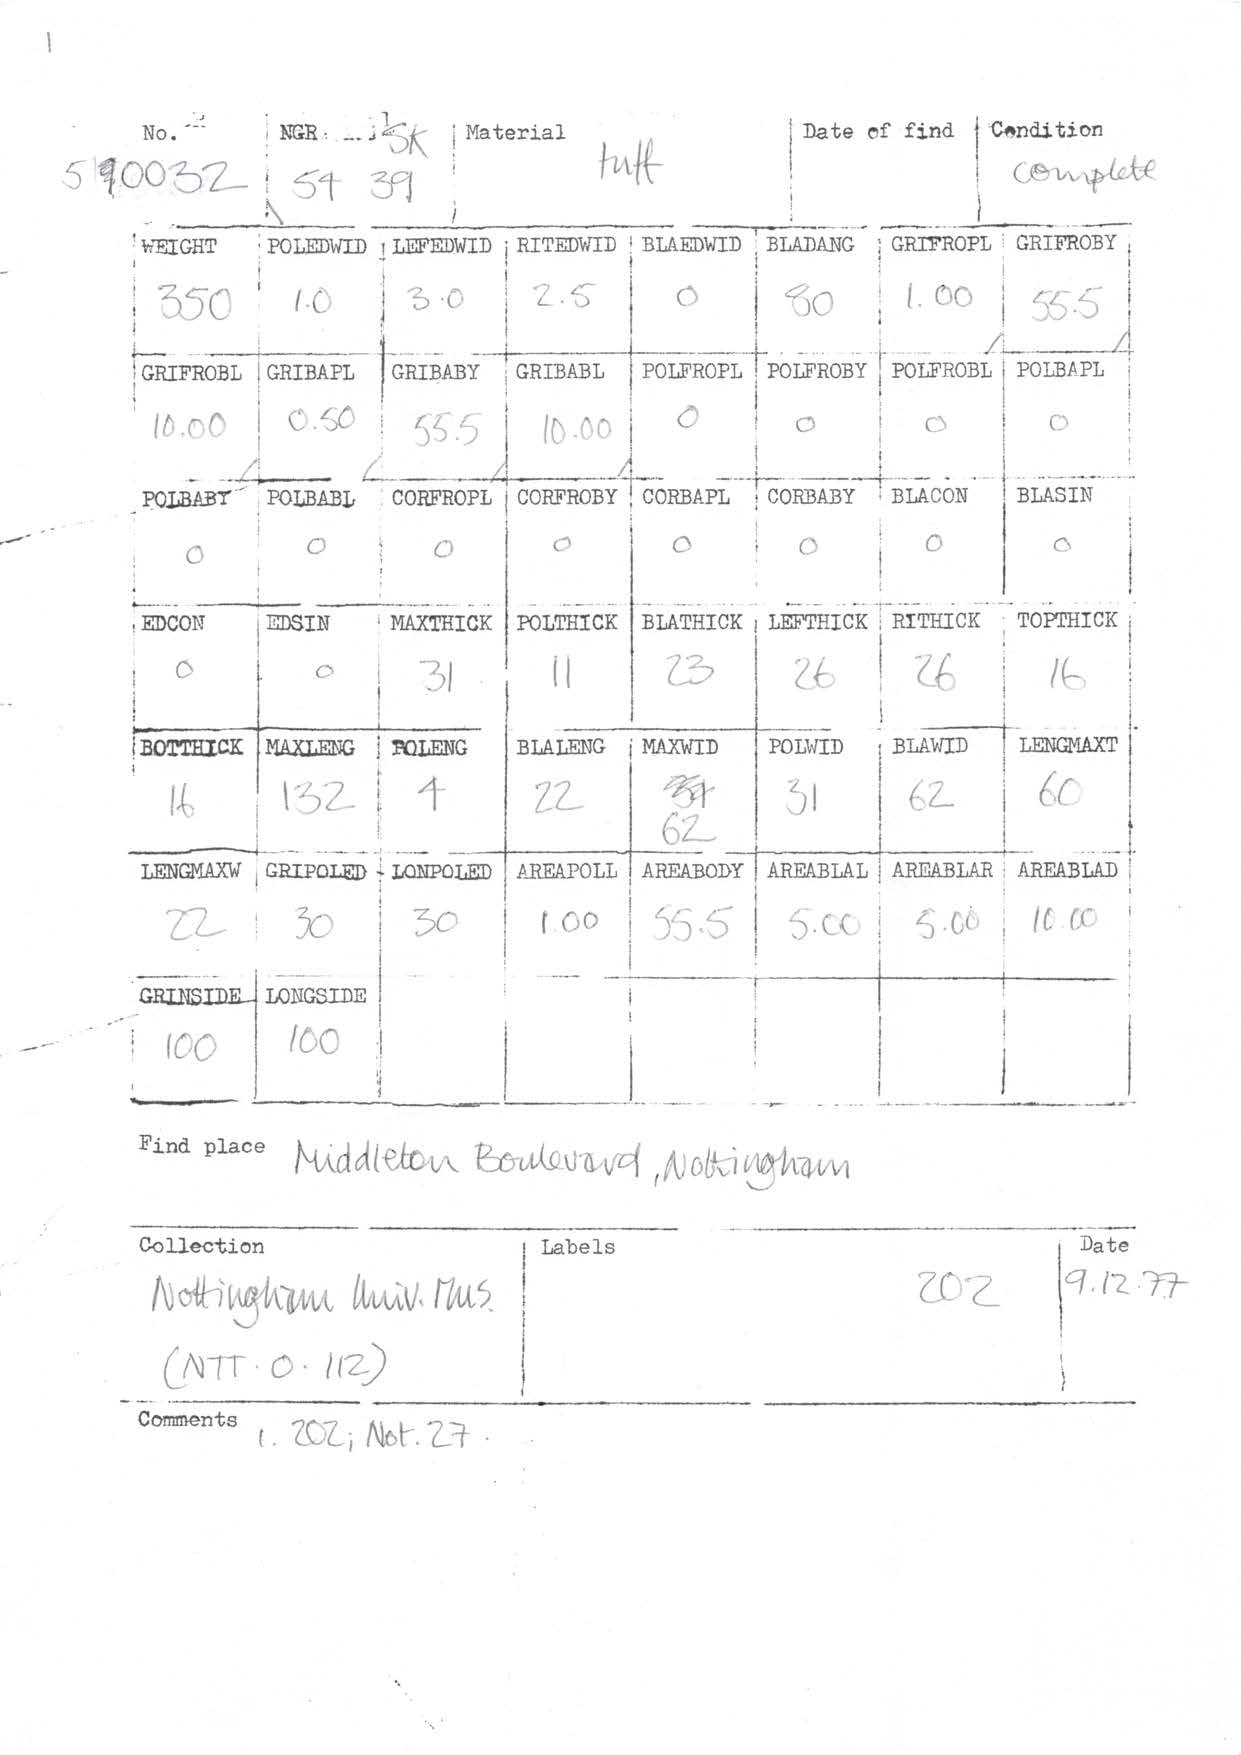 1
No. NGR SK Material Date of find Condition
590032 54 39 tuff complete
WEIGHT POLEDWID LEFEDWID RITEDWID BLAEDWID BLADANG GRIFROPL GRIFROBY
350 1.0 3.0 2.5 0 80 1.00 55.5
GRIFROBL GRIBAPL GRIBABY GRIBABL POLFROPL POLFROBY POLFROBL POLBAPL
10.00 0.50 55.5 10.00 0 0 0 0
POLBABY POLBABL CORFROPL CORFROBY CORBAPL CORBABY BLACON BLASIN
0 0 0 0 0 0 0 0
EDCON EDSIN MAXTHICK POLTHICK BLATHICK LEFTHICK RITHICK TOPTHICK
0 0 31 11 23 26 26 16
BOTTHICK MAXLENG POLENG BLALENG MAXWID POLWID BLAWID LENGMAXT
16 132 4 22 62 31 62 60
LENGMAXW GRIPOLED LONPOLED AREAPOLL AREABODY AREABLAL AREABLAR AREABLAD
22 30 30 1.00 55.5 5.00 5.00 10.00
GRINSIDE LONGSIDE
100 100
Find place Middleton Boulevard, Nottingham
Collection Labels Date
Nottingham Univ. Mus. 202 9.12.77
(NTT.0.112)
Comments 1. 202; Not. 27.